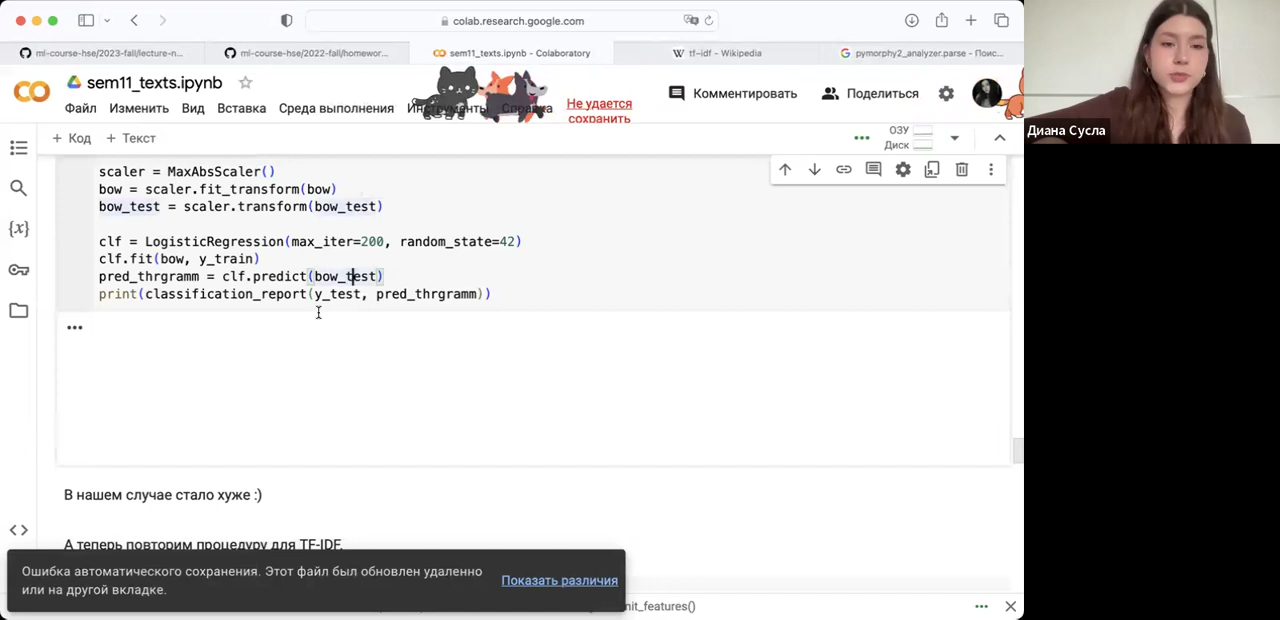 colab.research.google.com
ml-course-hse/2023-fall/lecture-n...
ml-course-hse/2022-fall/homewor...
sem11_texts.ipynb - Colaboratory
tf-idf - Wikipedia
pymorphy2_analyzer.parse - Поис...
sem11_texts.ipynb
Файл Изменить Вид Вставка Среда выполнения Инструменты Справка
Не удается
сохранить
Комментировать
Поделиться
+ Код + Текст
ОЗУ
Диск
scaler = MaxAbsScaler()
bow = scaler.fit_transform(bow)
bow_test = scaler.transform(bow_test)
clf = LogisticRegression(max_iter=200, random_state=42)
clf.fit(bow, y_train)
pred_thrgramm = clf.predict(bow_test)
print(classification_report(y_test, pred_thrgramm))
В нашем случае стало хуже :)
А теперь повторим процедуру для TF-IDF.
Ошибка автоматического сохранения. Этот файл был обновлен удаленно
или на другой вкладке.
Показать различия
nit_features()
Диана Сусла